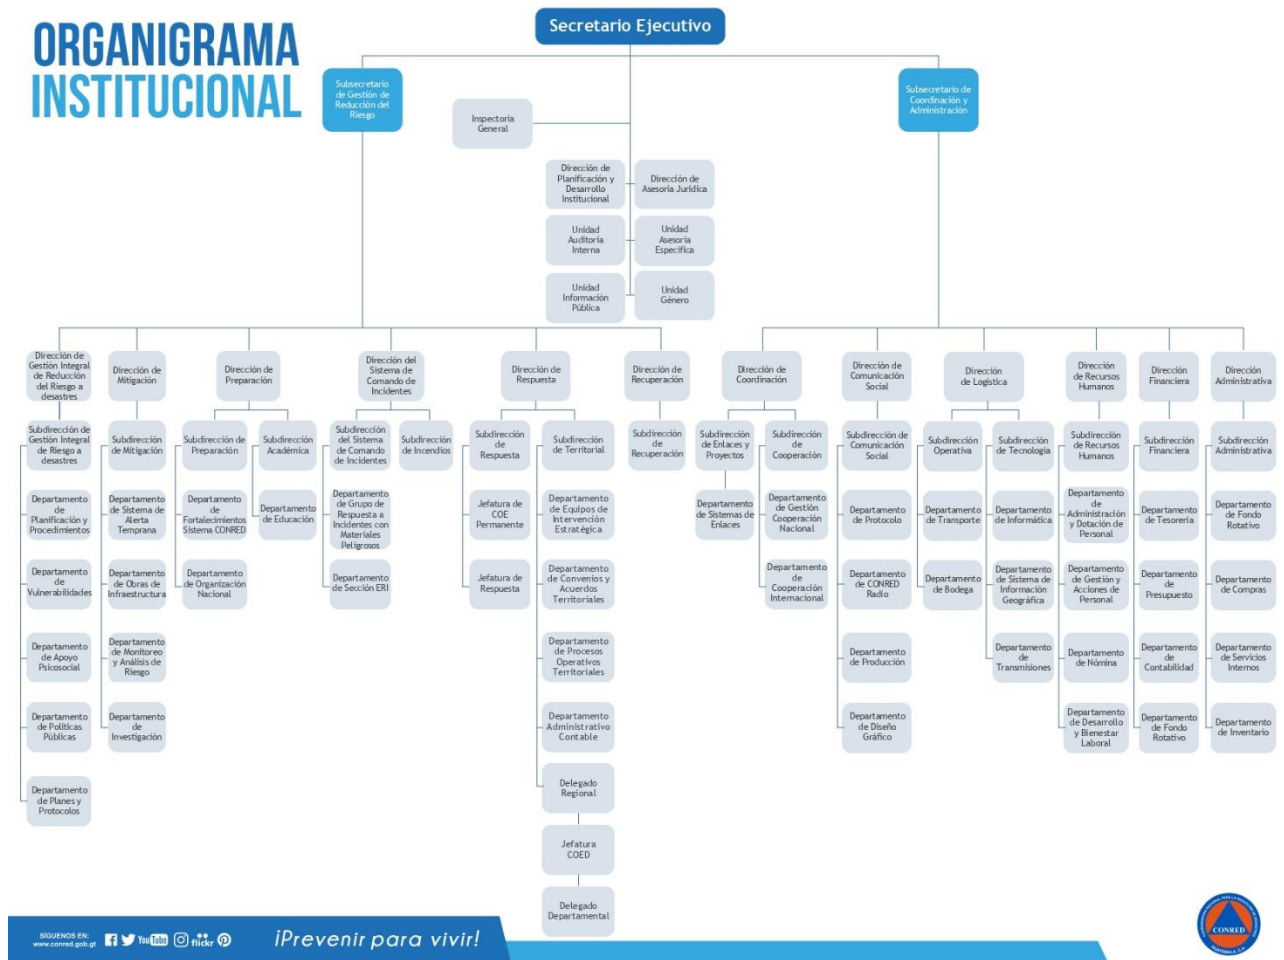 ORGANIGRAMA
INSTITUCIONAL
Secretario Ejecutivo
Subsecretario
de Gestión de
Reducción del
Riesgo
Subsecretario de
Coordinación y
Administración
Inspectoría
General
Dirección de
Planificación y
Desarrollo
Institucional
Dirección de
Asesoría Jurídica
Unidad
Auditoría
Interna
Unidad
Asesoría
Específica
Unidad
Información
Pública
Unidad
Género
Dirección de
Gestión Integral
de Reducción
del Riesgo a
desastres
Dirección de
Mitigación
Dirección de
Preparación
Dirección del
Sistema de
Comando de
Incidentes
Dirección de
Respuesta
Dirección
de
Recuperación
Dirección de
Coordinación
Dirección de
Comunicación
Social
Dirección
de Logística
Dirección
de Recursos
Humanos
Dirección
Financiera
Dirección
Administrativa
Subdirección de
Gestión Integral
de Riesgo a
desastres
Subdirección
de Mitigación
Subdirección de
Preparación
Subdirección
Académica
Subdirección
del Sistema
de Comando
de Incidentes
Subdirección
de Incendios
Subdirección
de
Respuesta
Subdirección
de Territorial
Subdirección
de
Recuperación
Subdirección
de Enlaces y
Proyectos
Subdirección
de
Cooperación
Subdirección de
Comunicación
Social
Subdirección
Operativa
Subdirección
de Tecnología
Subdirección
de Recursos
Humanos
Subdirección
Financiera
Subdirección
Administrativa
Departamento
de
Planificación y
Procedimientos
Departamento
de Sistema de
Alerta
Temprana
Departamento
de
Fortalecimientos
Sistema CONRED
Departamento
de Educación
Departamento
de Grupo de
Respuesta a
Incidentes con
Materiales
Peligrosos
Jefatura de
COE
Permanente
Departamento
de Equipos de
Intervención
Estratégica
Departamento
de Sistemas de
Enlaces
Departamento
de Gestión
Cooperación
Nacional
Departamento
de Protocolo
Departamento
de Transporte
Departamento
de Informática
Departamento
de
Administración
y Dotación de
Personal
Departamento
de Tesorería
Departamento
de Fondo
Rotativo
Departamento
de
Vulnerabilidades
Departamento
de Obras de
Infraestructura
Departamento
de Organización
Nacional
Departamento
de Sección ERI
Jefatura de
Respuesta
Departamento
de Convenios y
Acuerdos
Territoriales
Departamento
de
Cooperación
Internacional
Departamento
de CONRED
Radio
Departamento
de Bodega
Departamento
de Sistema de
Información
Geográfica
Departamento
de Gestión y
Acciones de
Personal
Departamento
de
Presupuesto
Departamento
de Compras
Departamento
de Apoyo
Psicosocial
Departamento
de Monitoreo
y Análisis de
Riesgo
Departamento
de Procesos
Operativos
Territoriales
Departamento
de Producción
Departamento
de
Transmisiones
Departamento
de Nómina
Departamento
de
Contabilidad
Departamento
de Servicios
Internos
Departamento
de Políticas
Públicas
Departamento
de
Investigación
Departamento
Administrativo
Contable
Departamento
de Diseño
Gráfico
Departamento
de Desarrollo
y Bienestar
Laboral
Departamento
de Fondo
Rotativo
Departamento
de Inventario
Departamento
de Planes y
Protocolos
Delegado
Regional
Jefatura
COED
Delegado
Departamental
SÍGUENOS EN:
www.conred.gob.gt
YouTube
flickr
¡Prevenir para vivir!
CONRED